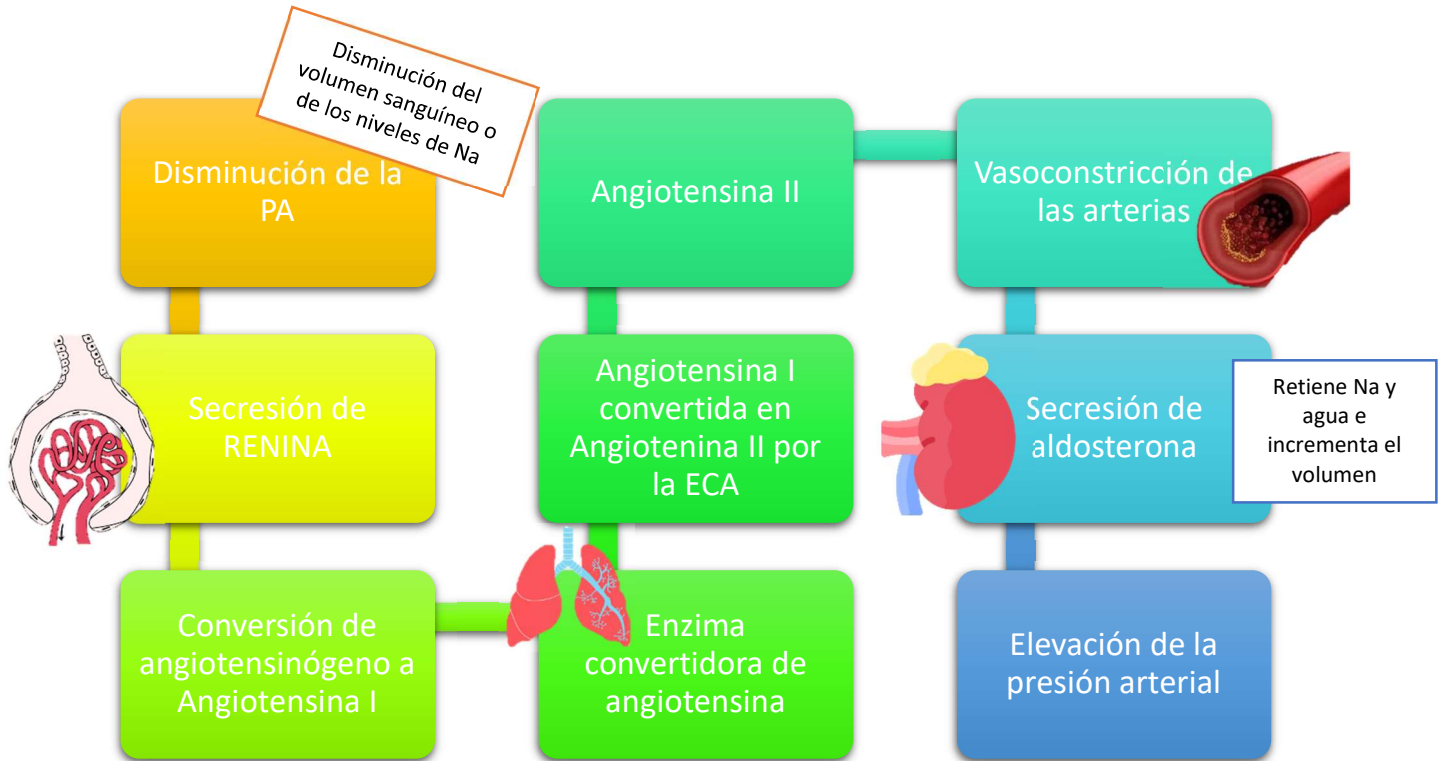 Disminución del
volumen sanguíneo o
de los niveles de Na
Disminución de la
PA
Secresión de
RENINA
Conversión de
angiotensinógeno a
Angiotensina I
Enzima
convertidora de
angiotensina
Angiotensina I
convertida en
Angiotenina II por
la ECA
Angiotensina II
Vasoconstricción de
las arterias
Secresión de
aldosterona
Retiene Na y
agua e
incrementa el
volumen
Elevación de la
presión arterial